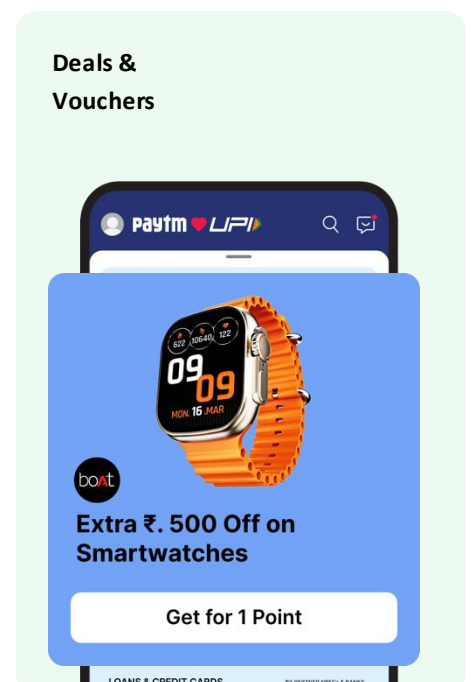 Deals &
Vouchers
paytm ❤ UPI
622 10640 122
09
09
MON. 16 .MAR
boAt
Extra ₹. 500 Off on
Smartwatches
Get for 1 Point
LOANS & CREDIT CARDS